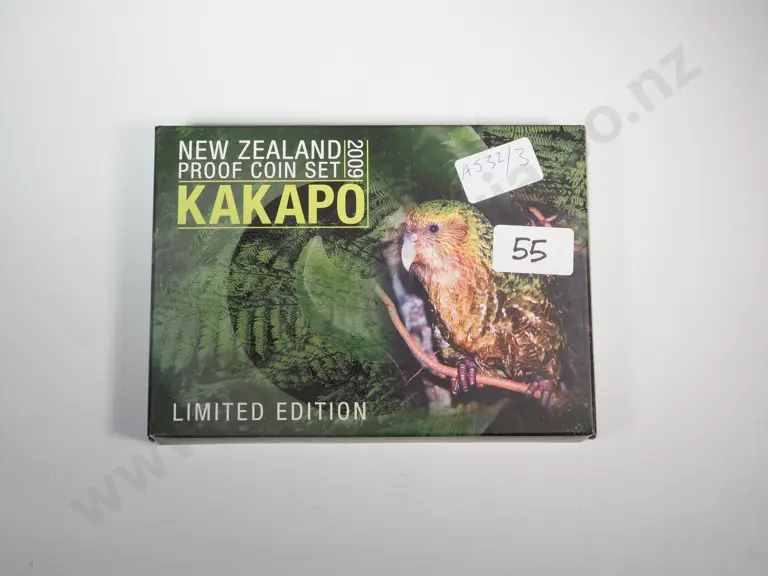 NEW ZEALAND
PROOF COIN SET
2009
KAKAPO
A532/3
55
LIMITED EDITION